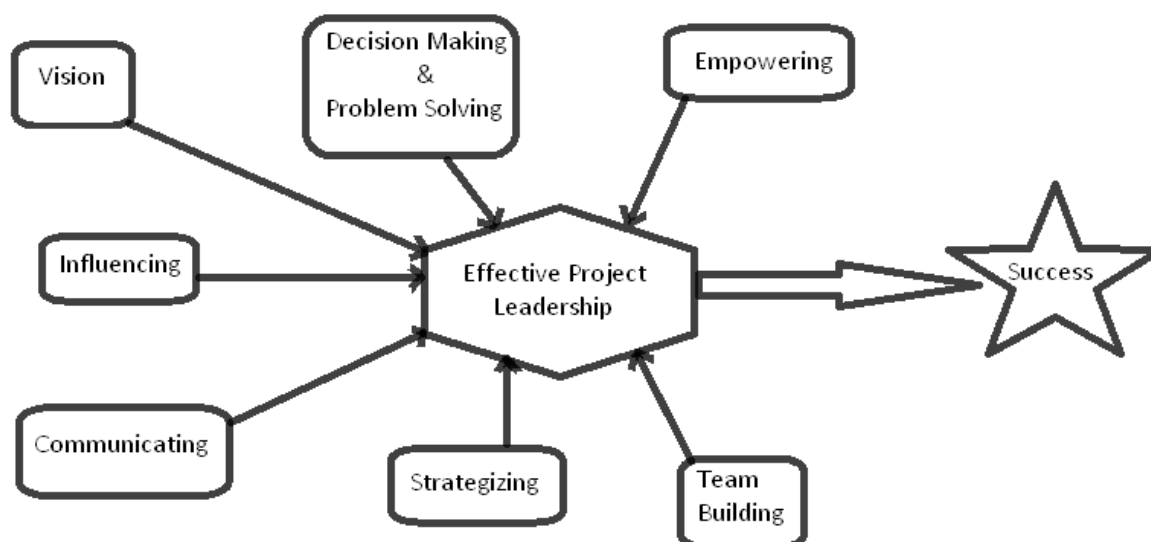 Vision
Decision Making
&
Problem Solving
Empowering
Influencing
Effective Project
Leadership
Success
Communicating
Strategizing
Team
Building